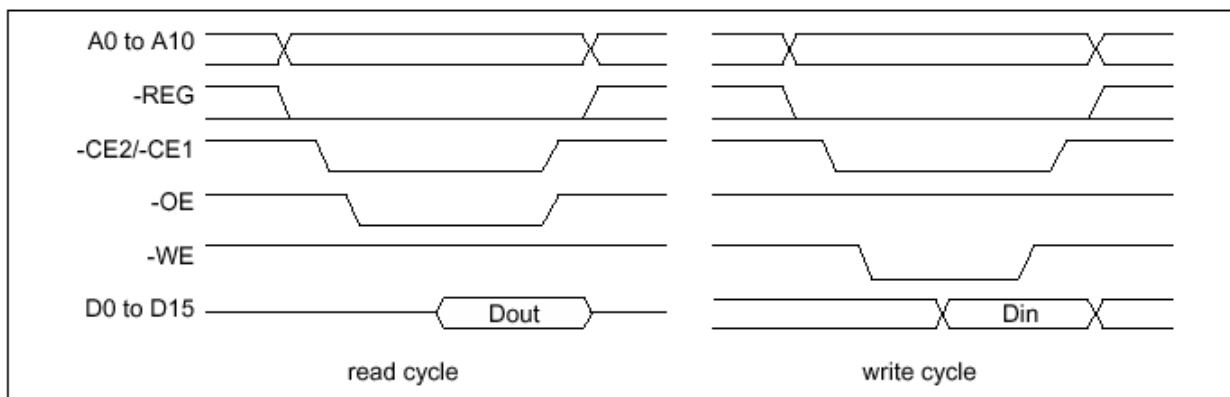 A0 to A10
-REG
-CE2/-CE1
-OE
-WE
D0 to D15
Dout
Din
read cycle
write cycle